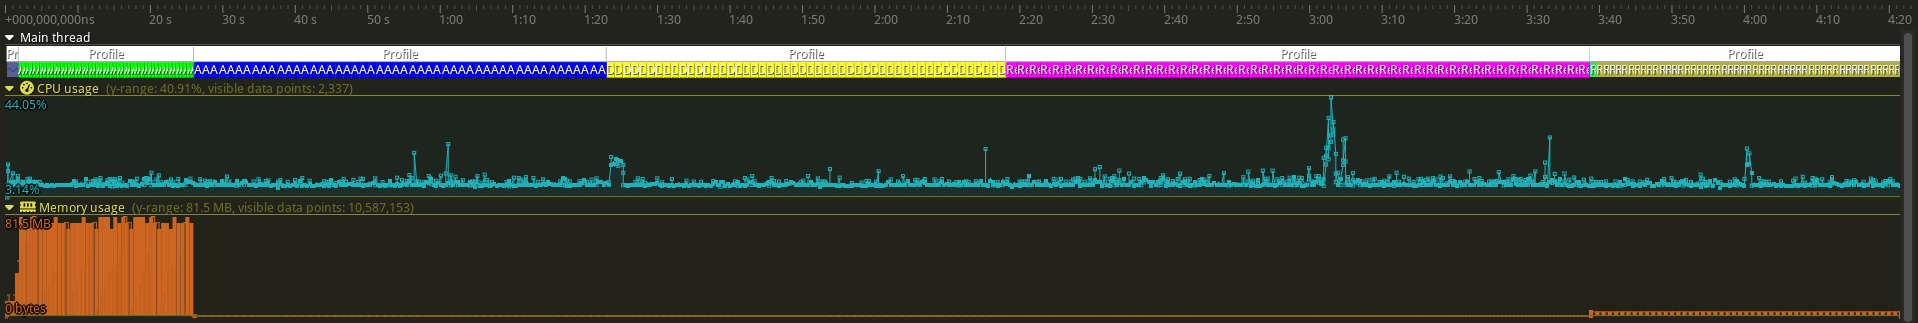 +000,000,000ns 20 s 30 s 40 s 50 s 1:00 1:10 1:20 1:30 1:40 1:50 2:00 2:10 2:20 2:30 2:40 2:50 3:00 3:10 3:20 3:30 3:40 3:50 4:00 4:10 4:20
Main thread
Pr Profile Profile Profile Profile Profile
CPU usage (y-range: 40.91%, visible data points: 2,337)
44.05%
3.14%
Memory usage (y-range: 81.5 MB, visible data points: 10,587,153)
81.5 MB
0 bytes